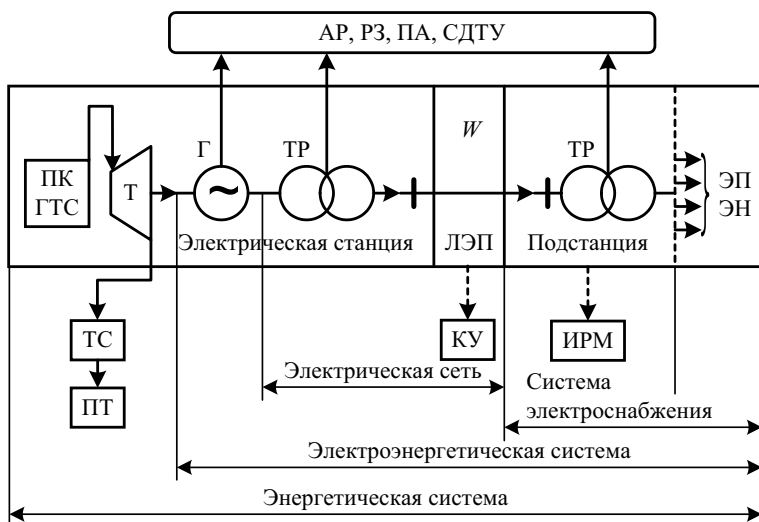 АР, РЗ, ПА, СДТУ
W
Г
ТР
ТР
ПК
ГТС
Т
~
ЭП
ЭН
Электрическая станция
ЛЭП
Подстанция
ТС
КУ
ИРМ
ПТ
Электрическая сеть
Система
электроснабжения
Электроэнергетическая система
Энергетическая система